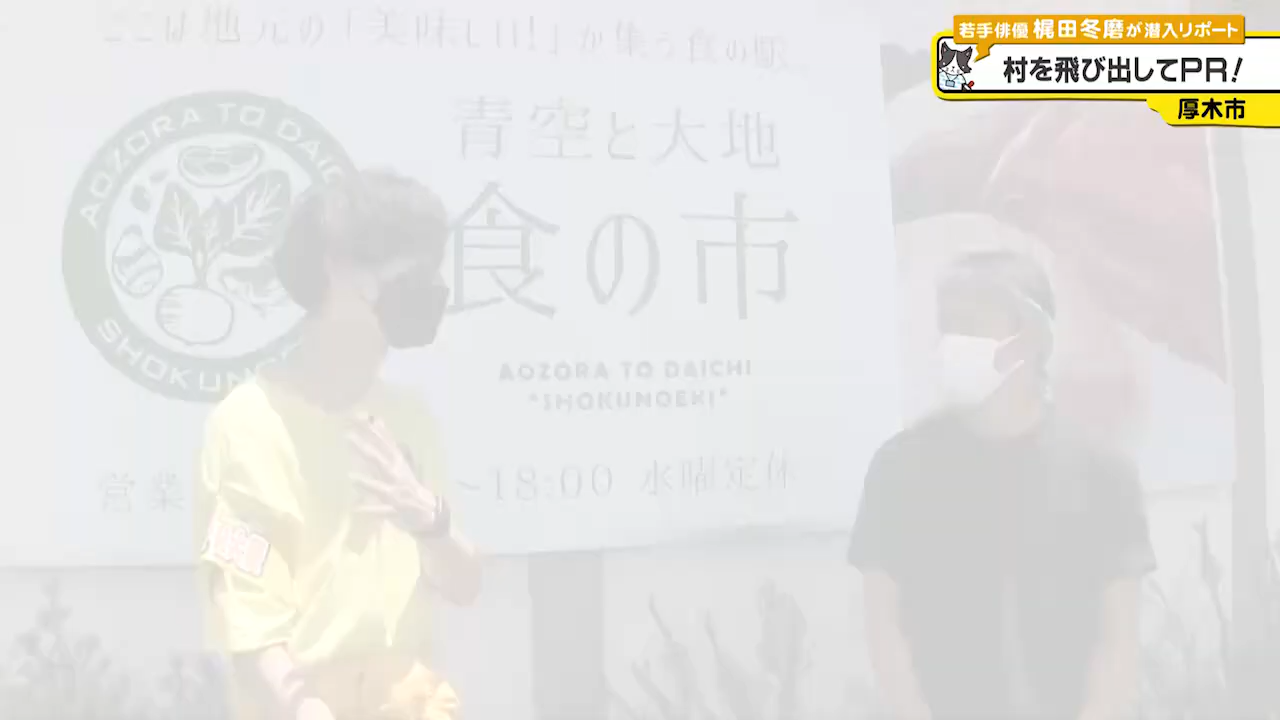 若手俳優 梶田冬磨が潜入リポート
村を飛び出してPR!
厚木市
ここは地元の「美味しい!」が集う食の駅
AOZORA TO DAICHI
青空と大地
食の市
AOZORA TO DAICHI
"SHOKUNOEKI"
営業
~18:00 水曜定休